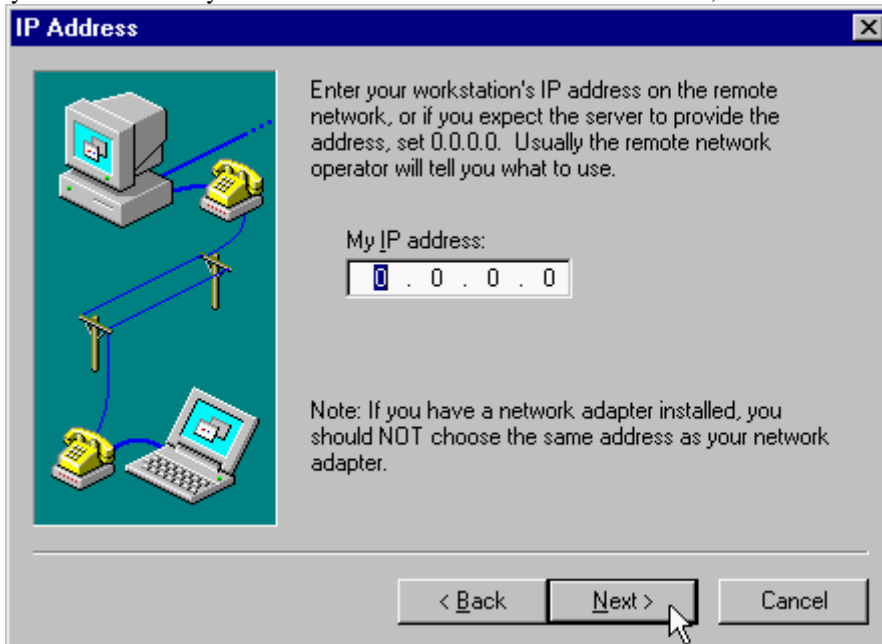 IP Address
Enter your workstation's IP address on the remote
network, or if you expect the server to provide the
address, set 0.0.0.0.  Usually the remote network
operator will tell you what to use.
My IP address:
0 . 0 . 0 . 0
Note: If you have a network adapter installed, you
should NOT choose the same address as your network
adapter.
< Back Next > Cancel